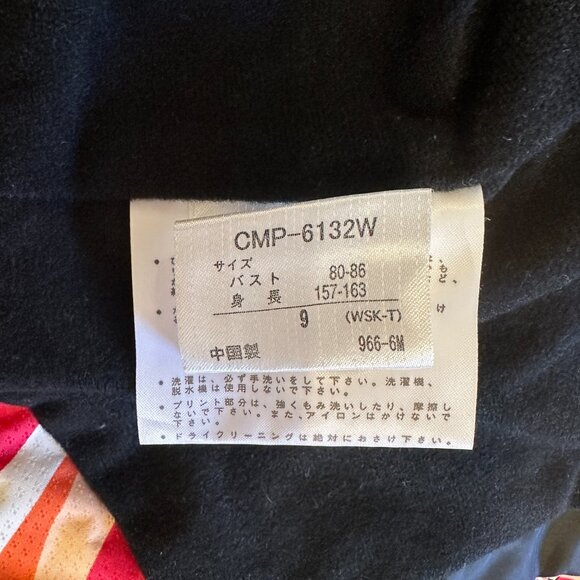 CMP-6132W
サイズ
バスト 80-86
身長 157-163
9 (WSK-T)
966-6M
中国製
・洗濯は、必ず手洗いをして下さい。洗濯機、
脱水機は使用しないで下さい。
・プリント部分は、強くもみ洗いしたり、摩擦し
ないで下さい。また、アイロンはかけないで
下さい。
・ドライクリーニングは絶対におさけ下さい。